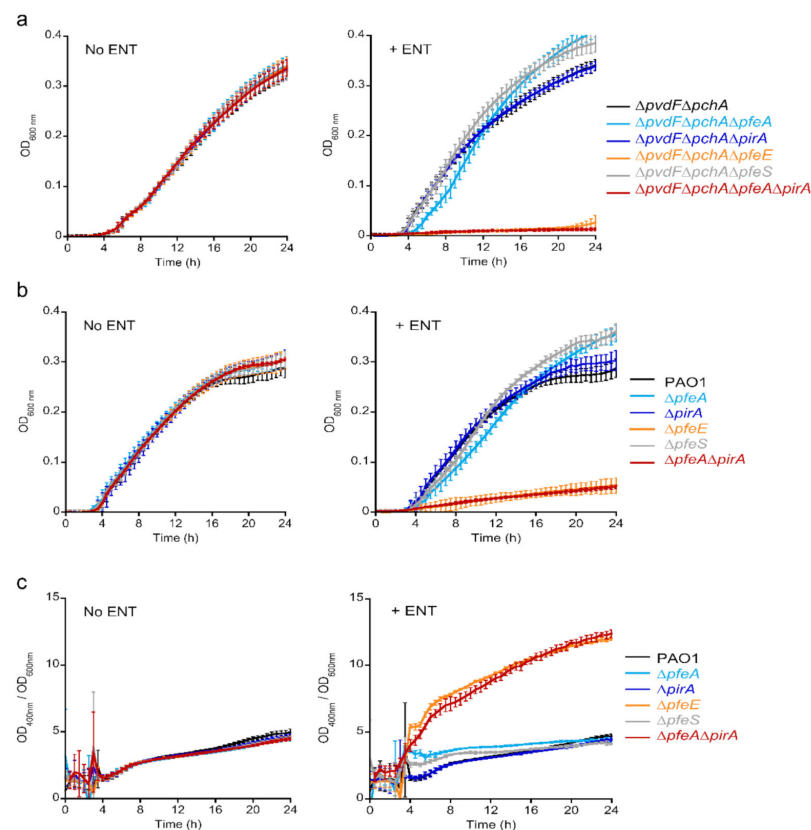 a
No ENT
+ ENT
0.4
0.3
0.2
0.1
0
OD600 nm
0 4 8 12 16 20 24
Time (h)
0.4
0.3
0.2
0.1
0
OD600 nm
0 4 8 12 16 20 24
Time (h)
ΔpvdFΔpchA
ΔpvdFΔpchAΔpfeA
ΔpvdFΔpchAΔpirA
ΔpvdFΔpchAΔpfeE
ΔpvdFΔpchAΔpfeS
ΔpvdFΔpchAΔpfeAΔpirA
b
No ENT
+ ENT
0.4
0.3
0.2
0.1
0
OD600 nm
0 4 8 12 16 20 24
Time (h)
0.4
0.3
0.2
0.1
0
OD600 nm
0 4 8 12 16 20 24
Time (h)
PAO1
ΔpfeA
ΔpirA
ΔpfeE
ΔpfeS
ΔpfeAΔpirA
c
No ENT
+ ENT
15
10
5
0
OD400nm / OD600nm
0 4 8 12 16 20 24
Time (h)
15
10
5
0
OD400nm / OD600nm
0 4 8 12 16 20 24
Time (h)
PAO1
ΔpfeA
ΔpirA
ΔpfeE
ΔpfeS
ΔpfeAΔpirA